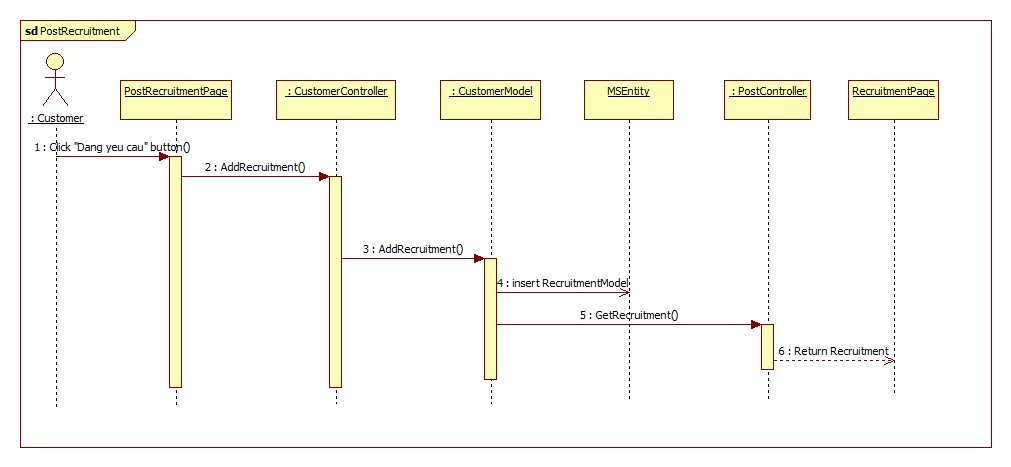 sd PostRecruitment
: Customer
PostRecruitmentPage
: CustomerController
: CustomerModel
MSEntity
: PostController
RecruitmentPage
1 : Click "Dang yeu cau" button()
2 : AddRecruitment()
3 : AddRecruitment()
4 : insert RecruitmentModel
5 : GetRecruitment()
6 : Return Recruitment